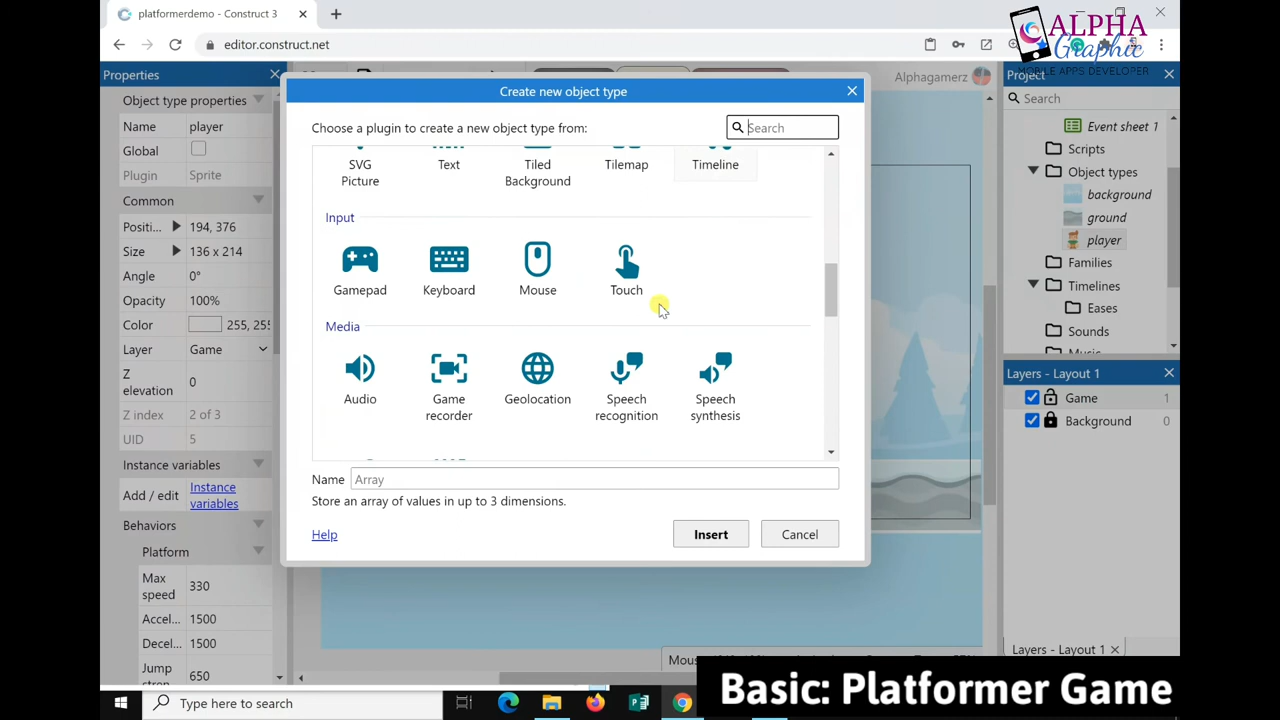 platformerdemo - Construct 3
editor.construct.net
ALPHA
Graphic
MOBILE APPS DEVELOPER
Properties
Create new object type
Alphagamerz
Project
Object type properties
Choose a plugin to create a new object type from:
Search
Search
Name player
Global
Plugin Sprite
Common
Positi... 194, 376
Size 136 x 214
Angle 0°
Opacity 100%
Color 255, 255
Layer Game
Z elevation 0
Z index 2 of 3
UID 5
Instance variables
Add / edit Instance variables
Behaviors
Platform
Max speed 330
Accel... 1500
Decel... 1500
Jump 650
SVG Picture
Text
Tiled Background
Tilemap
Timeline
Input
Gamepad
Keyboard
Mouse
Touch
Media
Audio
Game recorder
Geolocation
Speech recognition
Speech synthesis
Name Array
Store an array of values in up to 3 dimensions.
Help
Insert
Cancel
Event sheet 1
Scripts
Object types
background
ground
player
Families
Timelines
Eases
Sounds
Layers - Layout 1
Game 1
Background 0
Layers - Layout 1
Type here to search
Basic: Platformer Game